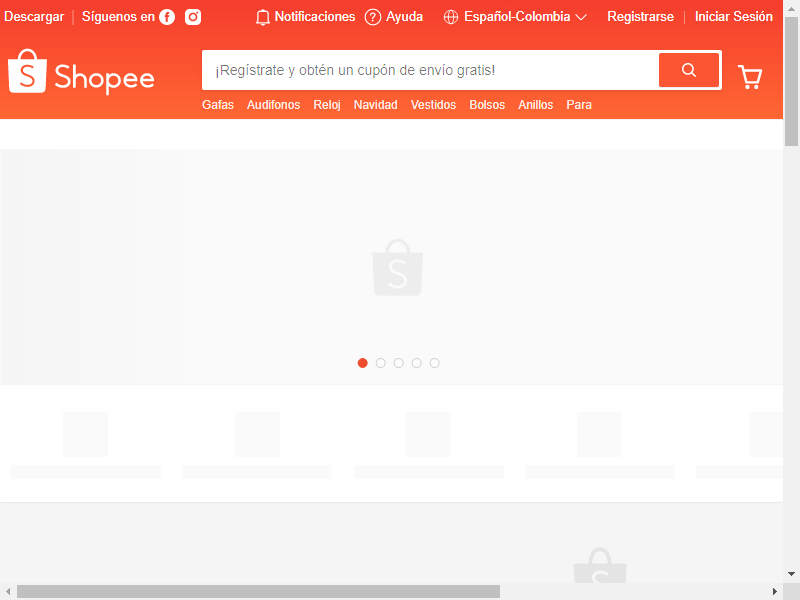 Descargar Síguenos en Notificaciones Ayuda Español-Colombia Registrarse Iniciar Sesión
Shopee
¡Regístrate y obtén un cupón de envío gratis!
Gafas Audifonos Reloj Navidad Vestidos Bolsos Anillos Para